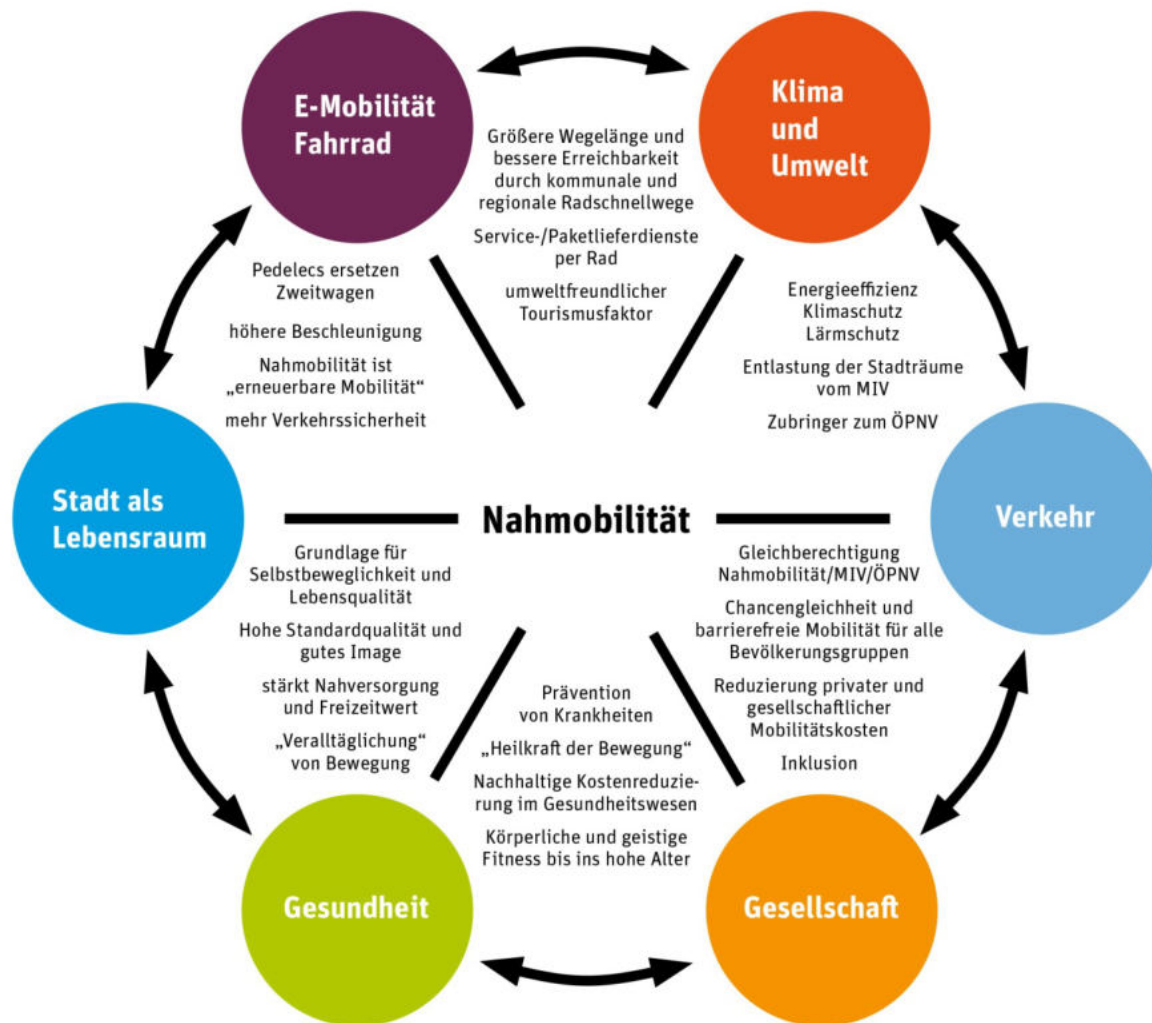 E-Mobilität
Fahrrad
Klima
und
Umwelt
Größere Wegelänge und
bessere Erreichbarkeit
durch kommunale und
regionale Radschnellwege
Service-/Paketlieferdienste
per Rad
umweltfreundlicher
Tourismusfaktor
Pedelecs ersetzen
Zweitwagen
höhere Beschleunigung
Nahmobilität ist
„erneuerbare Mobilität“
mehr Verkehrssicherheit
Energieeffizienz
Klimaschutz
Lärmschutz
Entlastung der Stadträume
vom MIV
Zubringer zum ÖPNV
Stadt als
Lebensraum
Nahmobilität
Verkehr
Grundlage für
Selbstbeweglichkeit und
Lebensqualität
Hohe Standardqualität und
gutes Image
stärkt Nahversorgung
und Freizeitwert
„Veralltäglichung“
von Bewegung
Gleichberechtigung
Nahmobilität/MIV/ÖPNV
Chancengleichheit und
barrierefreie Mobilität für alle
Bevölkerungsgruppen
Reduzierung privater und
gesellschaftlicher
Mobilitätskosten
Inklusion
Prävention
von Krankheiten
„Heilkraft der Bewegung“
Nachhaltige Kostenreduzie-
rung im Gesundheitswesen
Körperliche und geistige
Fitness bis ins hohe Alter
Gesundheit
Gesellschaft